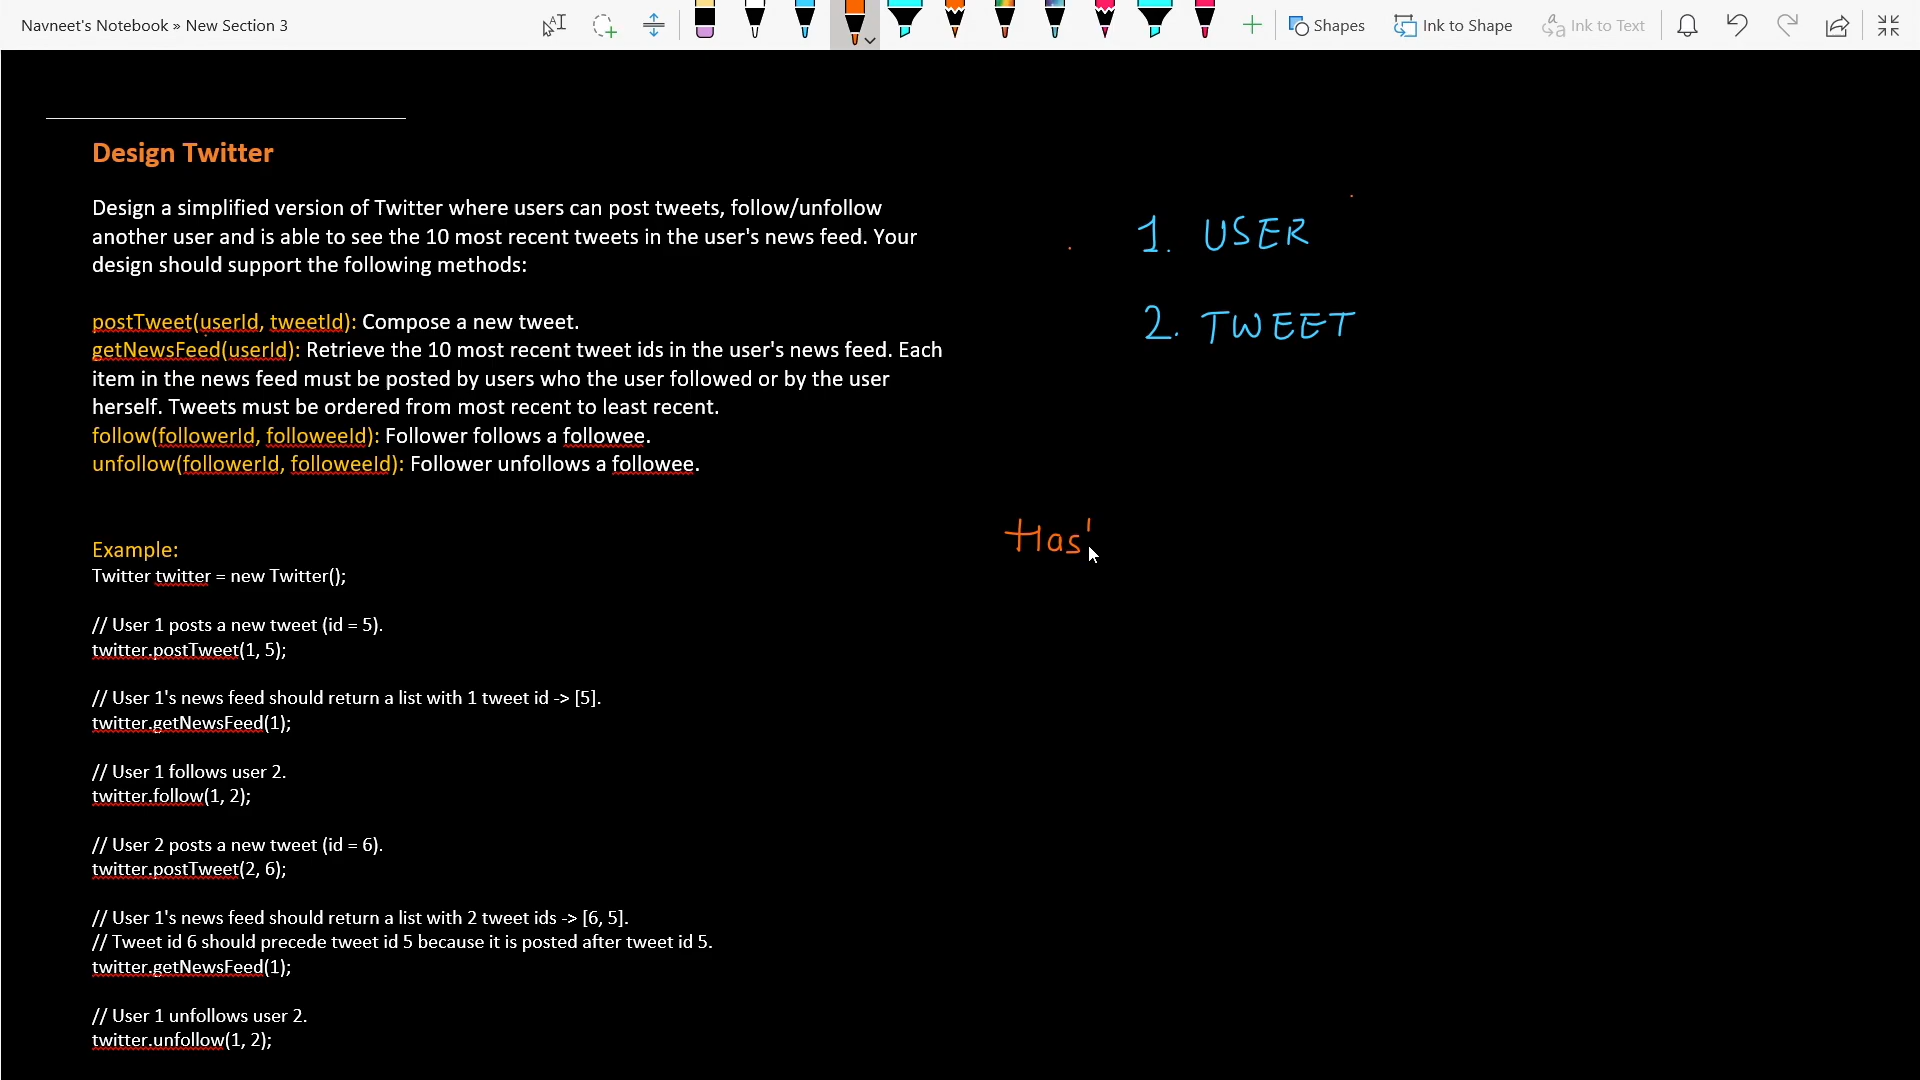 Navneet's Notebook » New Section 3
Shapes
Ink to Shape
Ink to Text
Design Twitter
Design a simplified version of Twitter where users can post tweets, follow/unfollow
another user and is able to see the 10 most recent tweets in the user's news feed. Your
design should support the following methods:
postTweet(userId, tweetId): Compose a new tweet.
getNewsFeed(userId): Retrieve the 10 most recent tweet ids in the user's news feed. Each
item in the news feed must be posted by users who the user followed or by the user
herself. Tweets must be ordered from most recent to least recent.
follow(followerId, followeeId): Follower follows a followee.
unfollow(followerId, followeeId): Follower unfollows a followee.
Example:
Twitter twitter = new Twitter();
// User 1 posts a new tweet (id = 5).
twitter.postTweet(1, 5);
// User 1's news feed should return a list with 1 tweet id -> [5].
twitter.getNewsFeed(1);
// User 1 follows user 2.
twitter.follow(1, 2);
// User 2 posts a new tweet (id = 6).
twitter.postTweet(2, 6);
// User 1's news feed should return a list with 2 tweet ids -> [6, 5].
// Tweet id 6 should precede tweet id 5 because it is posted after tweet id 5.
twitter.getNewsFeed(1);
// User 1 unfollows user 2.
twitter.unfollow(1, 2);
1. USER
2. TWEET
Has'